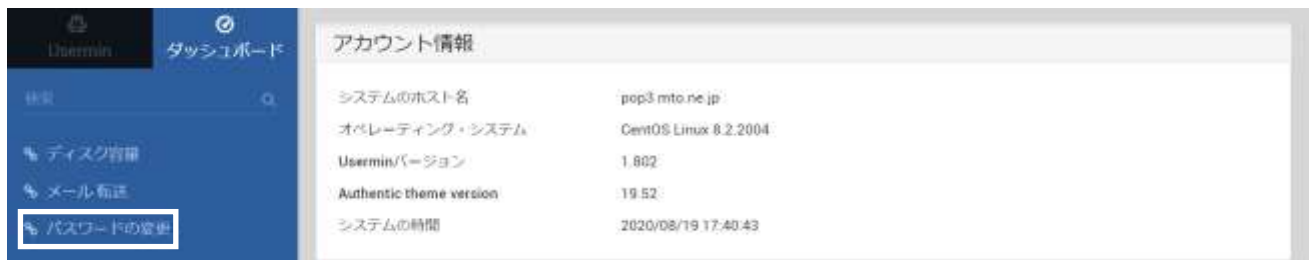 Usermin
ダッシュボード
検索
ディスク容量
メール転送
パスワードの変更
アカウント情報
システムのホスト名 pop3.mto.ne.jp
オペレーティング・システム CentOS Linux 8.2.2004
Userminバージョン 1.802
Authentic theme version 19.52
システムの時間 2020/08/19 17:40:43